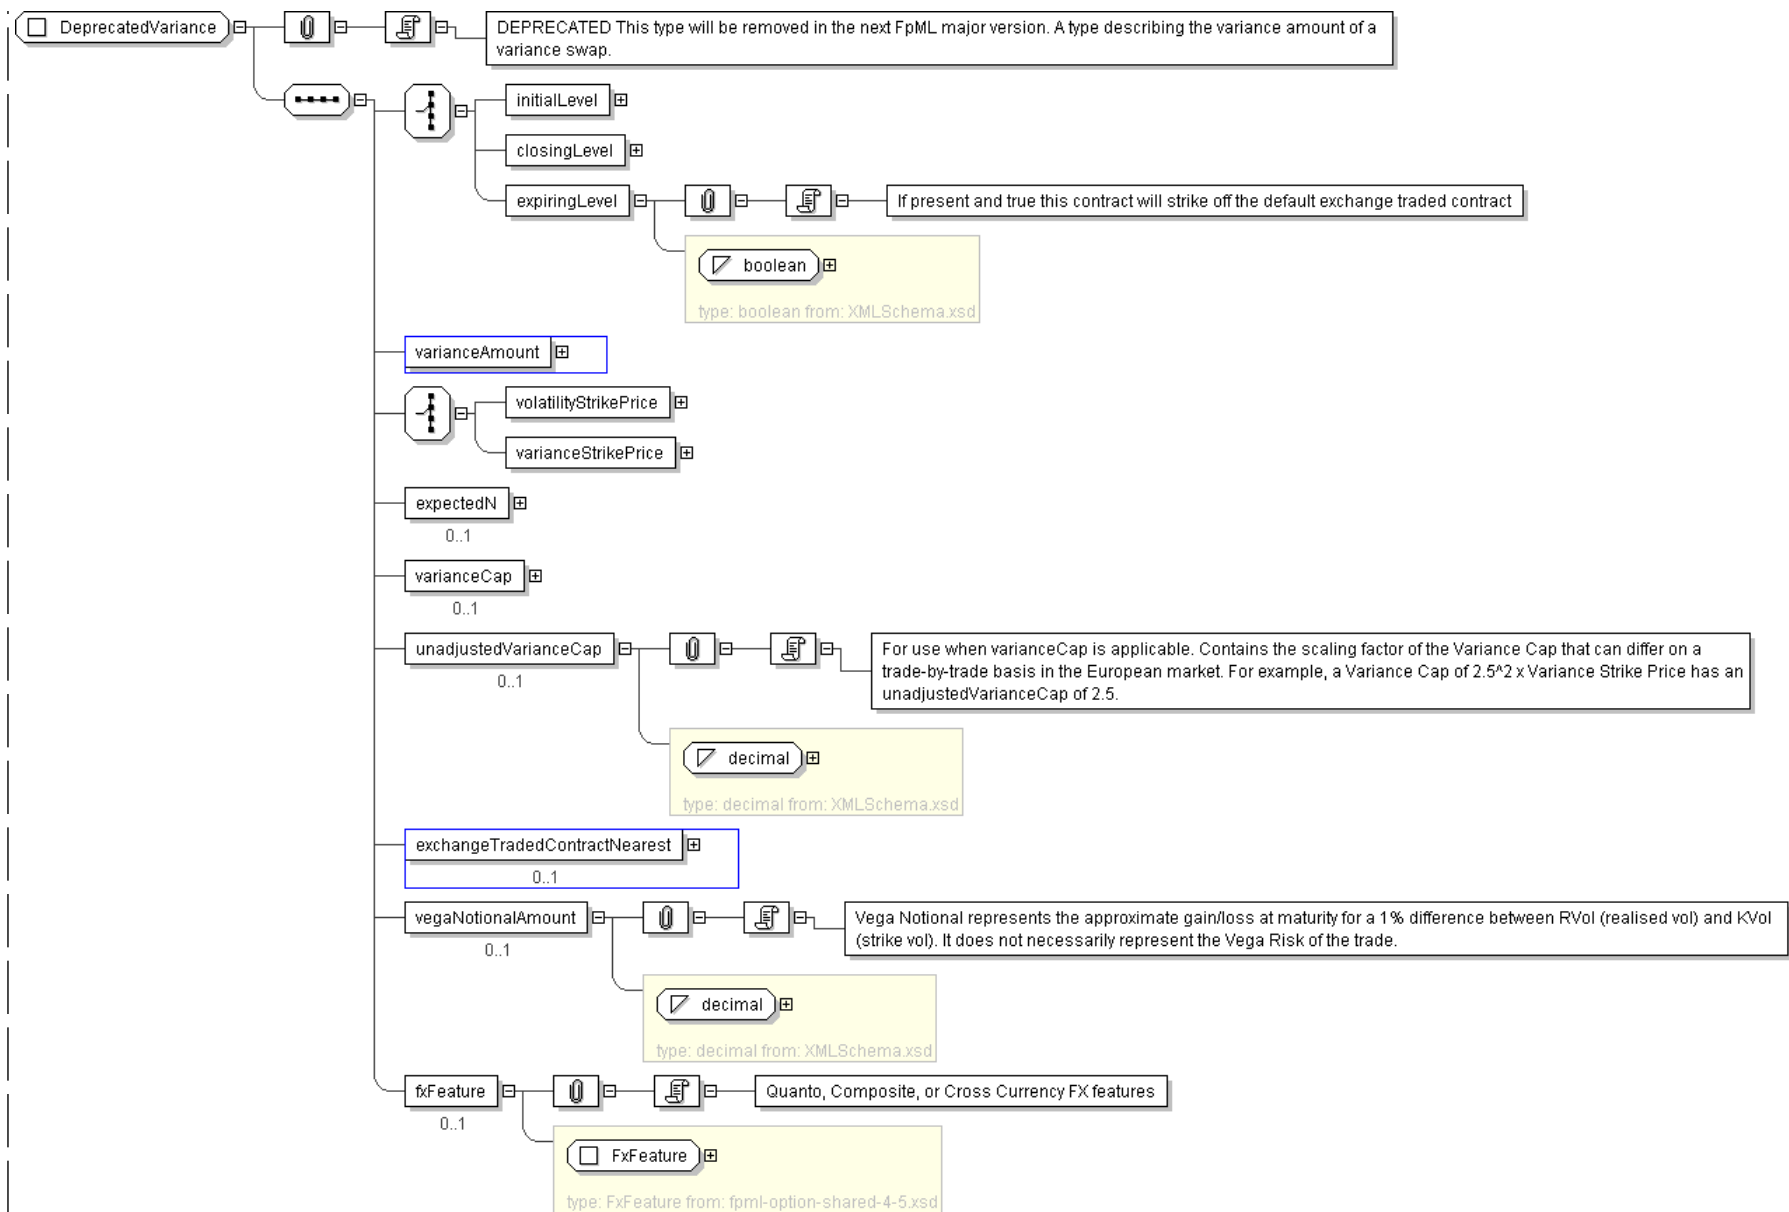 DeprecatedVariance
DEPRECATED This type will be removed in the next FpML major version. A type describing the variance amount of a
variance swap.
initialLevel
closingLevel
expiringLevel
If present and true this contract will strike off the default exchange traded contract
boolean
type: boolean from: XMLSchema.xsd
varianceAmount
volatilityStrikePrice
varianceStrikePrice
expectedN
0..1
varianceCap
0..1
unadjustedVarianceCap
0..1
For use when varianceCap is applicable. Contains the scaling factor of the Variance Cap that can differ on a
trade-by-trade basis in the European market. For example, a Variance Cap of 2.5^2 x Variance Strike Price has an
unadjustedVarianceCap of 2.5.
decimal
type: decimal from: XMLSchema.xsd
exchangeTradedContractNearest
0..1
vegaNotionalAmount
0..1
Vega Notional represents the approximate gain/loss at maturity for a 1% difference between RVol (realised vol) and KVol
(strike vol). It does not necessarily represent the Vega Risk of the trade.
decimal
type: decimal from: XMLSchema.xsd
fxFeature
0..1
Quanto, Composite, or Cross Currency FX features
FxFeature
type: FxFeature from: fpml-option-shared-4-5.xsd